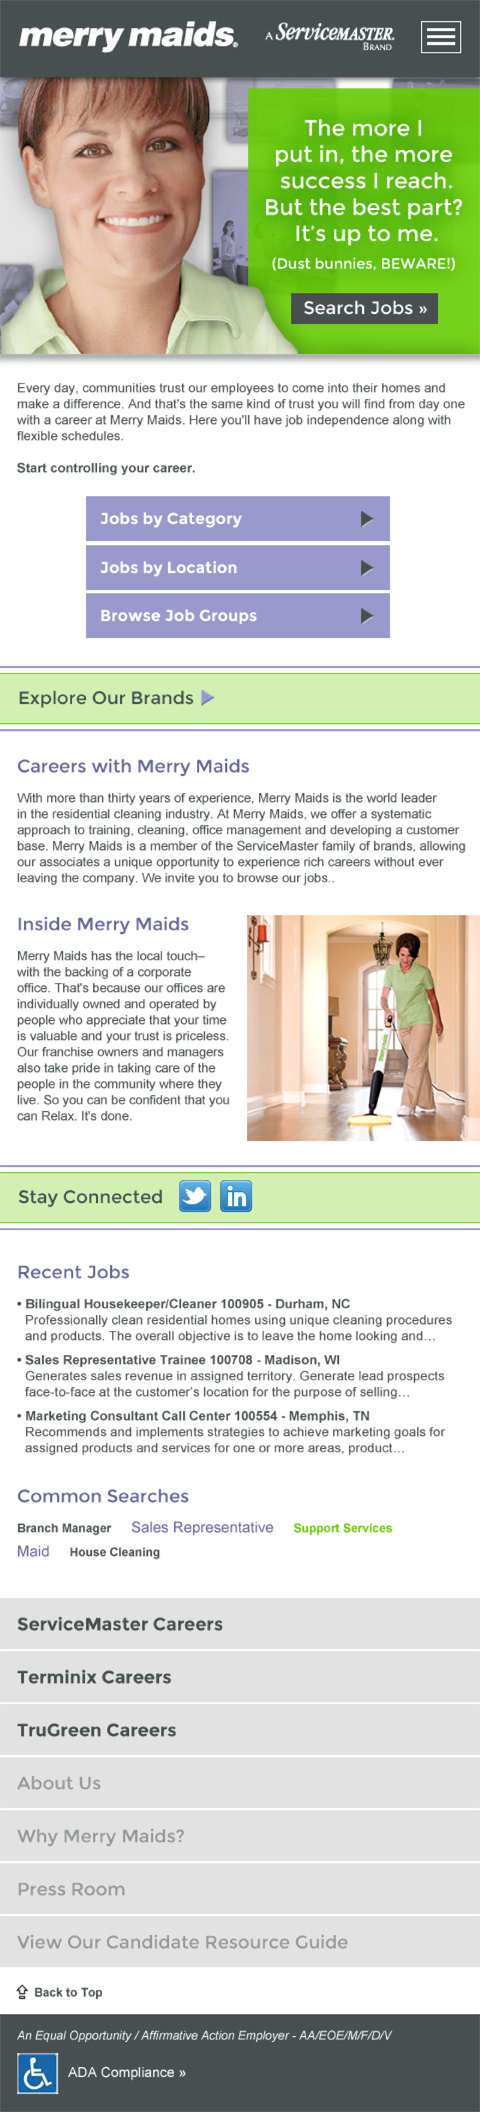 merry maids®
A SERVICEMASTER BRAND
The more I
put in, the more
success I reach.
But the best part?
It's up to me.
(Dust bunnies, BEWARE!)
Search Jobs »
Every day, communities trust our employees to come into their homes and
make a difference. And that's the same kind of trust you will find from day one
with a career at Merry Maids. Here you'll have job independence along with
flexible schedules.
Start controlling your career.
Jobs by Category
Jobs by Location
Browse Job Groups
Explore Our Brands
Careers with Merry Maids
With more than thirty years of experience, Merry Maids is the world leader
in the residential cleaning industry. At Merry Maids, we offer a systematic
approach to training, cleaning, office management and developing a customer
base. Merry Maids is a member of the ServiceMaster family of brands, allowing
our associates a unique opportunity to experience rich careers without ever
leaving the company. We invite you to browse our jobs..
Inside Merry Maids
Merry Maids has the local touch–
with the backing of a corporate
office. That's because our offices are
individually owned and operated by
people who appreciate that your time
is valuable and your trust is priceless.
Our franchise owners and managers
also take pride in taking care of the
people in the community where they
live. So you can be confident that you
can Relax. It's done.
merry maids
Stay Connected
in
Recent Jobs
• Bilingual Housekeeper/Cleaner 100905 - Durham, NC
Professionally clean residential homes using unique cleaning procedures
and products. The overall objective is to leave the home looking and…
• Sales Representative Trainee 100708 - Madison, WI
Generates sales revenue in assigned territory. Generate lead prospects
face-to-face at the customer's location for the purpose of selling…
• Marketing Consultant Call Center 100554 - Memphis, TN
Recommends and implements strategies to achieve marketing goals for
assigned products and services for one or more areas, product…
Common Searches
Branch Manager Sales Representative Support Services
Maid House Cleaning
ServiceMaster Careers
Terminix Careers
TruGreen Careers
About Us
Why Merry Maids?
Press Room
View Our Candidate Resource Guide
Back to Top
An Equal Opportunity / Affirmative Action Employer - AA/EOE/M/F/D/V
ADA Compliance »